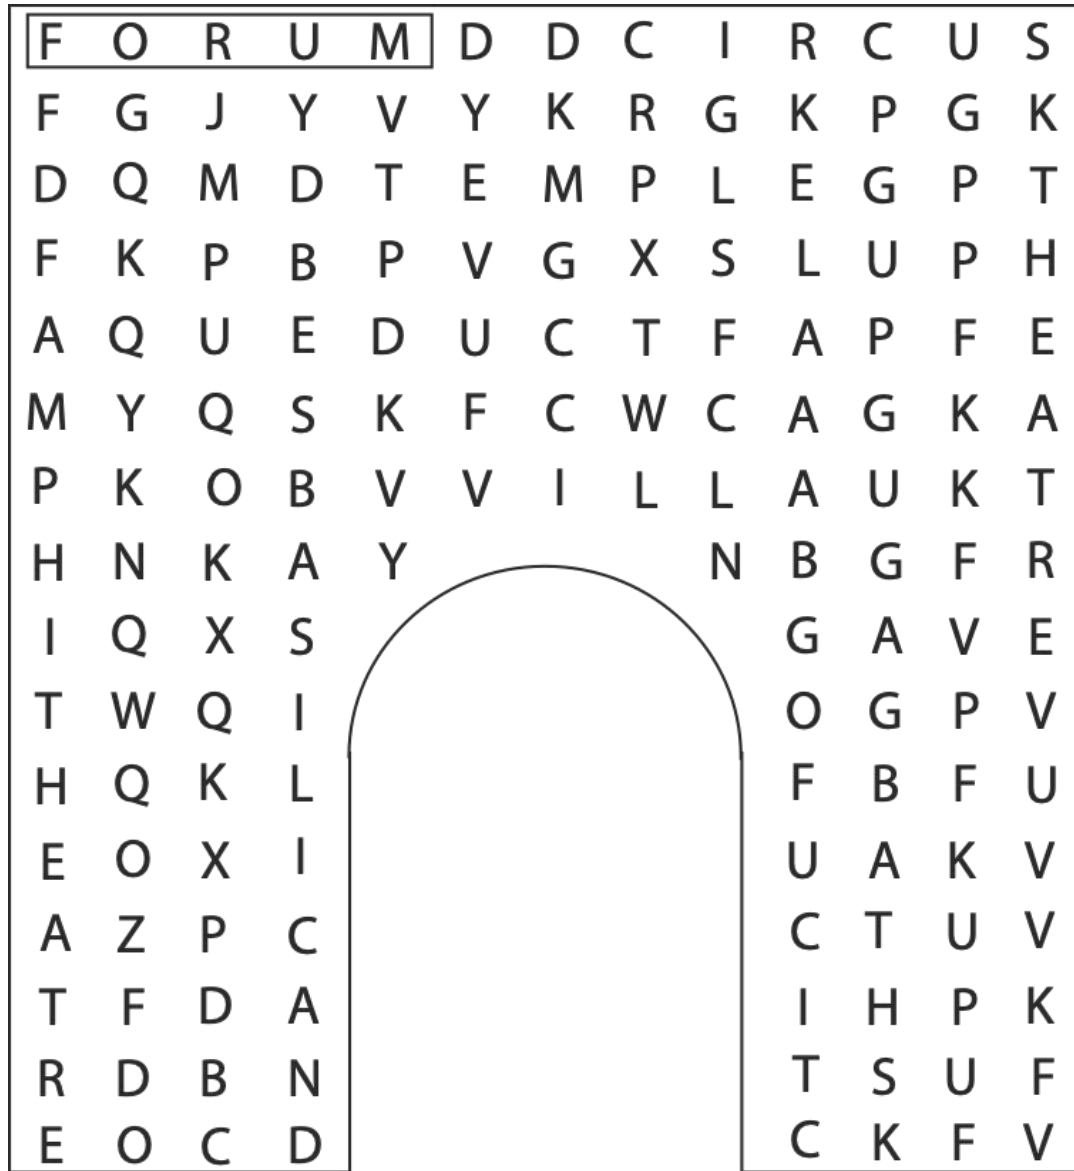 F O R U M D D C I R C U S
F G J Y V Y K R G K P G K
D Q M D T E M P L E G P T
F K P B P V G X S L U P H
A Q U E D U C T F A P F E
M Y Q S K F C W C A G K A
P K O B V V I L L A U K T
H N K A Y N B G F R
I Q X S G A V E
T W Q I O G P V
H Q K L F B F U
E O X I U A K V
A Z P C C T U V
T F D A I H P K
R D B N T S U F
E O C D C K F V